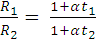 R₁/R₂ = (1+αt₁)/(1+αt₂)